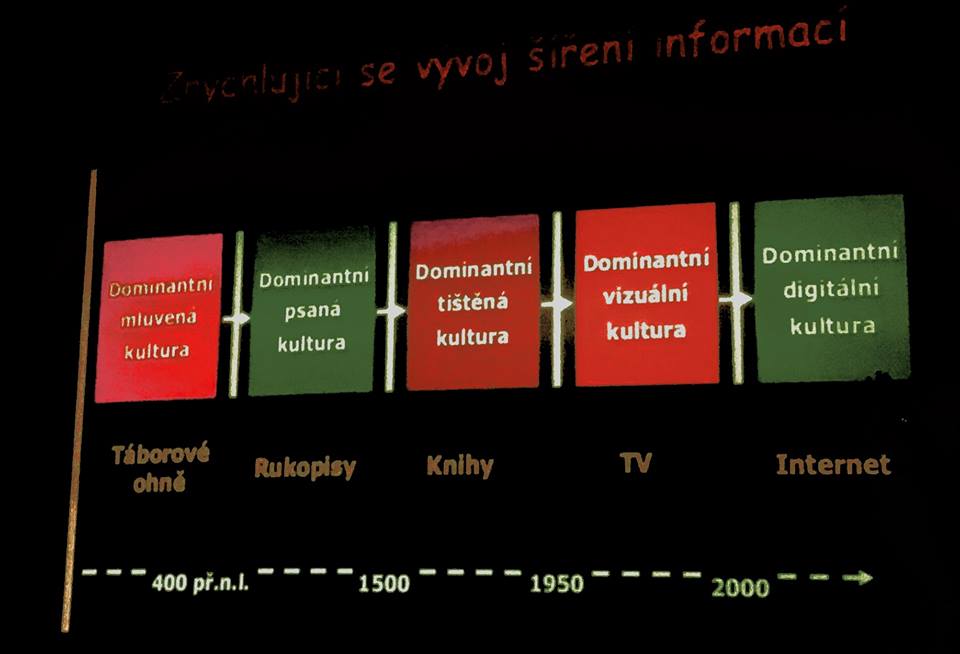 Zrychlující se vývoj šíření informací
Dominantní
mluvená
kultura
Dominantní
psaná
kultura
Dominantní
tištěná
kultura
Dominantní
vizuální
kultura
Dominantní
digitální
kultura
Táborové
ohně
Rukopisy
Knihy
TV
Internet
400 př.n.l.
1500
1950
2000